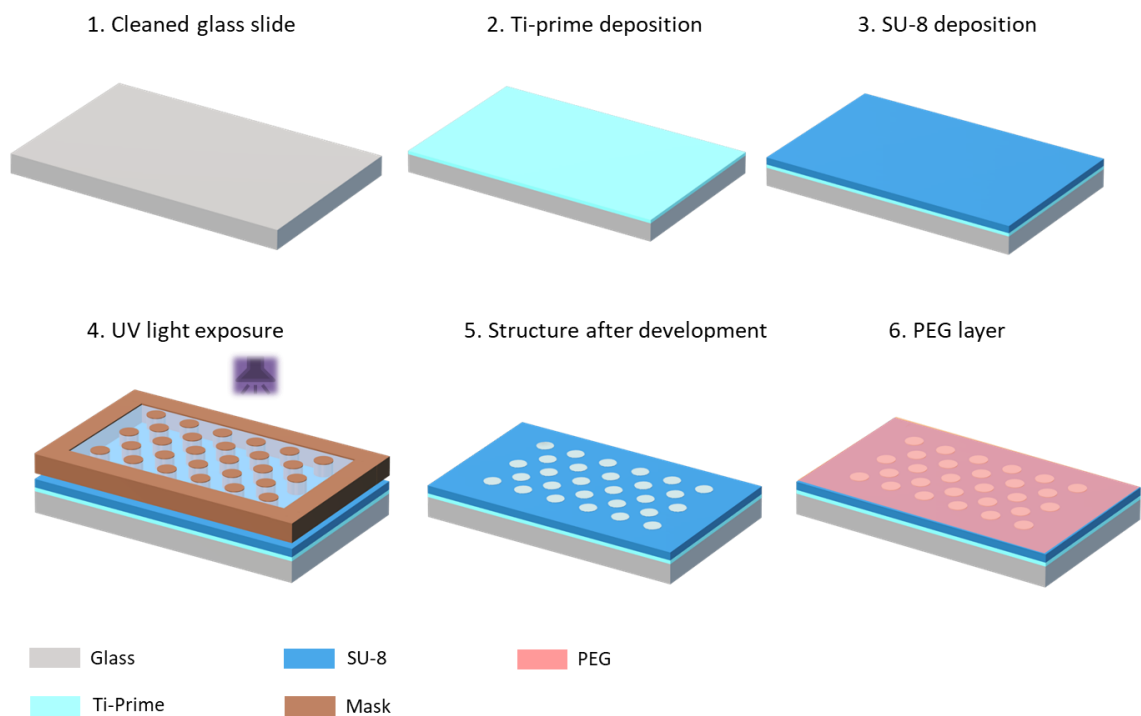 1. Cleaned glass slide
2. Ti-prime deposition
3. SU-8 deposition
4. UV light exposure
5. Structure after development
6. PEG layer
Glass
SU-8
PEG
Ti-Prime
Mask